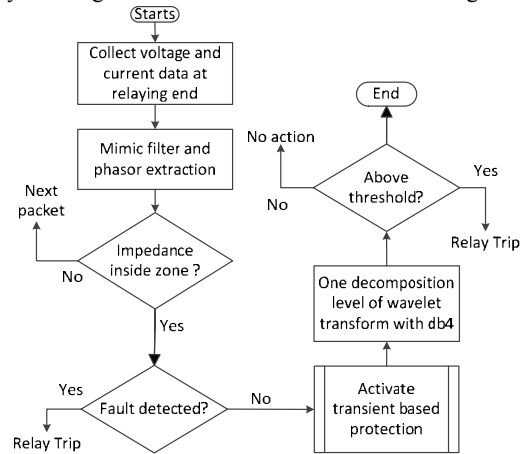 Starts
Collect voltage and
current data at
relaying end
Mimic filter and
phasor extraction
Next
packet
Impedance
inside zone ?
No
Yes
Yes
Fault detected?
No
Relay Trip
Activate
transient based
protection
One decomposition
level of wavelet
transform with db4
Above
threshold?
No action
No
Yes
Relay Trip
End